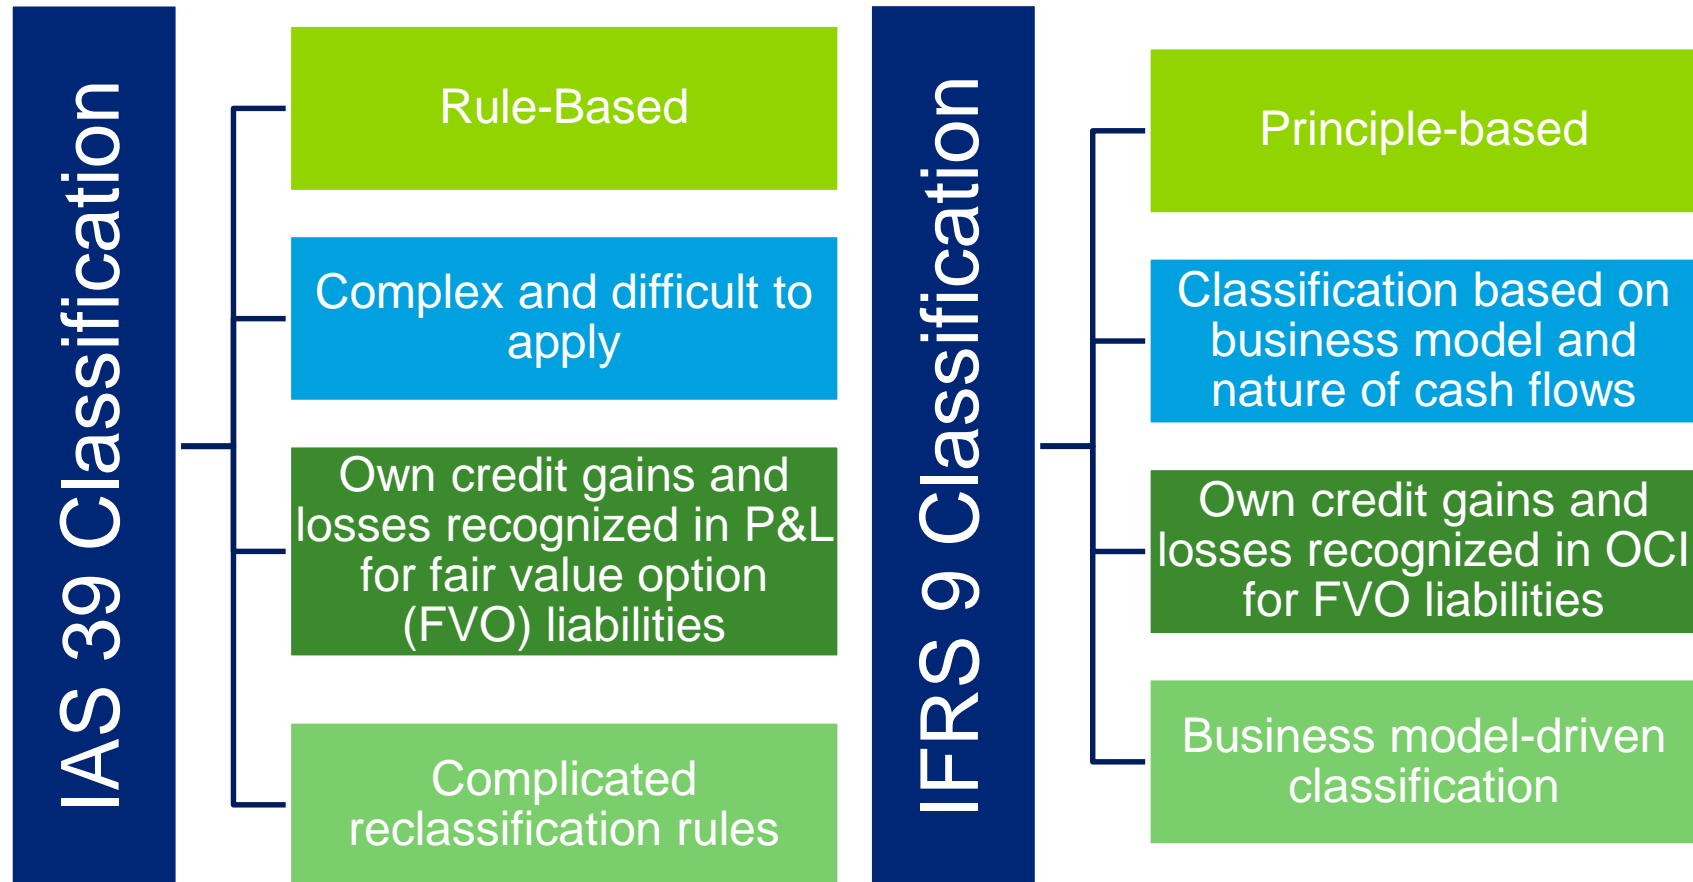 IAS 39 Classification
Rule-Based
Complex and difficult to
apply
Own credit gains and
losses recognized in P&L
for fair value option
(FVO) liabilities
Complicated
reclassification rules
IFRS 9 Classification
Principle-based
Classification based on
business model and
nature of cash flows
Own credit gains and
losses recognized in OCI
for FVO liabilities
Business model-driven
classification